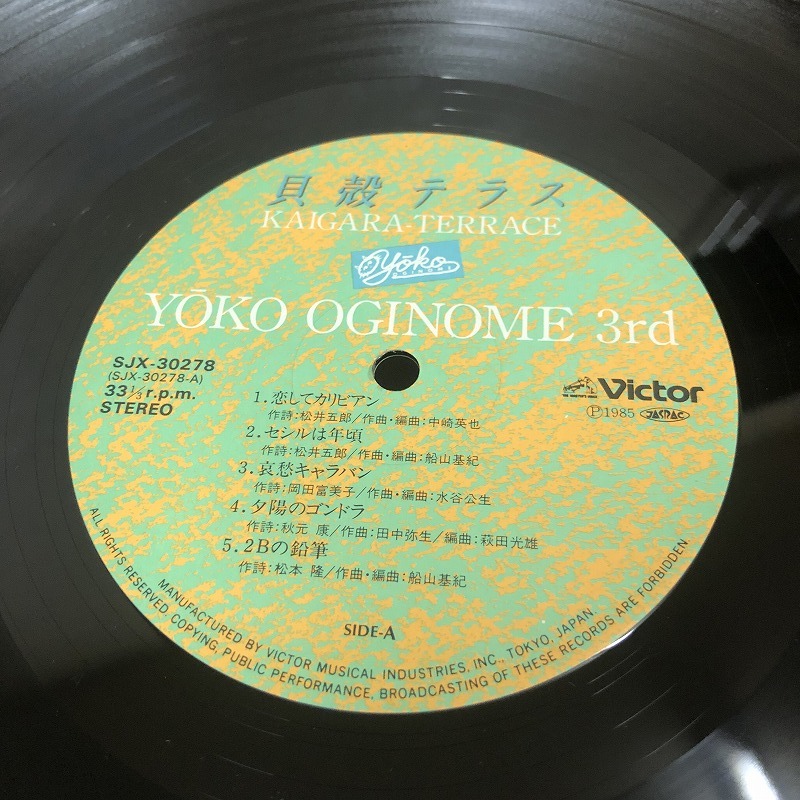 貝殻テラス
KAIGARA-TERRACE
Yōko
YŌKO OGINOME 3rd
SJX-30278
(SJX-30278-A)
33⅓ r.p.m.
STEREO
Victor
Ⓟ1985 JASRAC
1.恋してカリビアン
作詩:松井五郎/作曲・編曲:中崎英也
2.セシルは年頃
作詩:松井五郎/作曲・編曲:船山基紀
3.哀愁キャラバン
作詩:岡田冨美子/作曲・編曲:水谷公生
4.夕陽のゴンドラ
作詩:秋元 康/作曲:田中弥生/編曲:萩田光雄
5.2Bの鉛筆
作詩:松本 隆/作曲・編曲:船山基紀
SIDE-A
ALL RIGHTS RESERVED. COPYING, PUBLIC PERFORMANCE, BROADCASTING OF THESE RECORDS ARE FORBIDDEN
MANUFACTURED BY VICTOR MUSICAL INDUSTRIES, INC., TOKYO, JAPAN